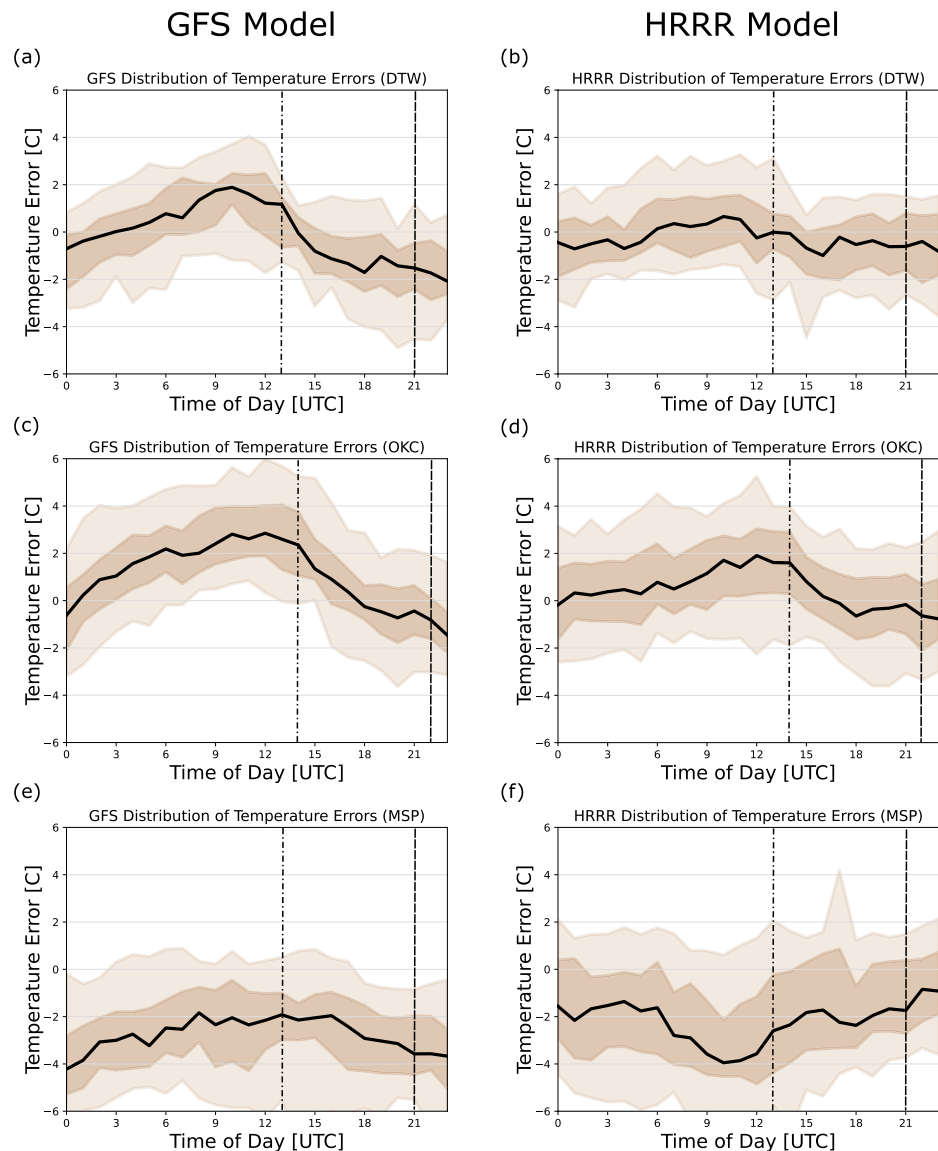 GFS Model
HRRR Model
(a)
GFS Distribution of Temperature Errors (DTW)
Temperature Error [C]
6
4
2
0
−2
−4
−6
0 3 6 9 12 15 18 21
Time of Day [UTC]
(b)
HRRR Distribution of Temperature Errors (DTW)
Temperature Error [C]
6
4
2
0
−2
−4
−6
0 3 6 9 12 15 18 21
Time of Day [UTC]
(c)
GFS Distribution of Temperature Errors (OKC)
Temperature Error [C]
6
4
2
0
−2
−4
−6
0 3 6 9 12 15 18 21
Time of Day [UTC]
(d)
HRRR Distribution of Temperature Errors (OKC)
Temperature Error [C]
6
4
2
0
−2
−4
−6
0 3 6 9 12 15 18 21
Time of Day [UTC]
(e)
GFS Distribution of Temperature Errors (MSP)
Temperature Error [C]
6
4
2
0
−2
−4
−6
0 3 6 9 12 15 18 21
Time of Day [UTC]
(f)
HRRR Distribution of Temperature Errors (MSP)
Temperature Error [C]
6
4
2
0
−2
−4
−6
0 3 6 9 12 15 18 21
Time of Day [UTC]